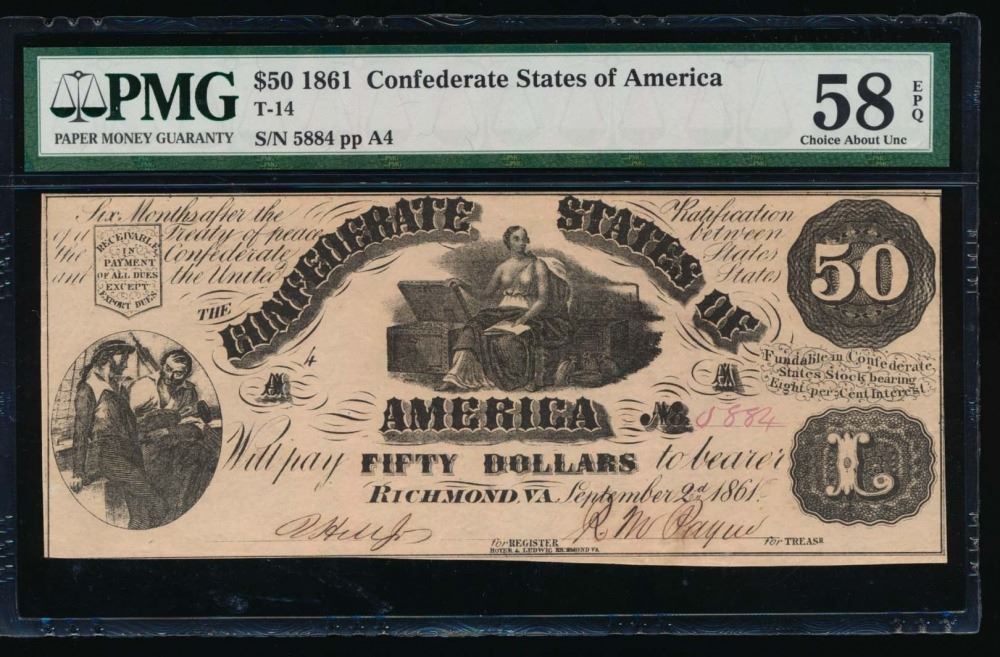 PMG
PAPER MONEY GUARANTY
$50 1861 Confederate States of America
T-14
S/N 5884 pp A4
58
EPQ
Choice About Unc
Six Months after the Ratification
of a Treaty of peace between
the Confederate States
and the United States
RECEIVABLE
IN
PAYMENT
OF ALL DUES
EXCEPT
EXPORT DUES
THE
CONFEDERATE STATES OF
AMERICA
50
4
A A
Fundable in Confederate
States Stock bearing
Eight per Cent Interest
No. 5884
Will pay FIFTY DOLLARS to bearer
L
RICHMOND, VA. September 2d 1861.
R M Payne
for REGISTER
for TREASR
HOYER & LUDWIG, RICHMOND VA